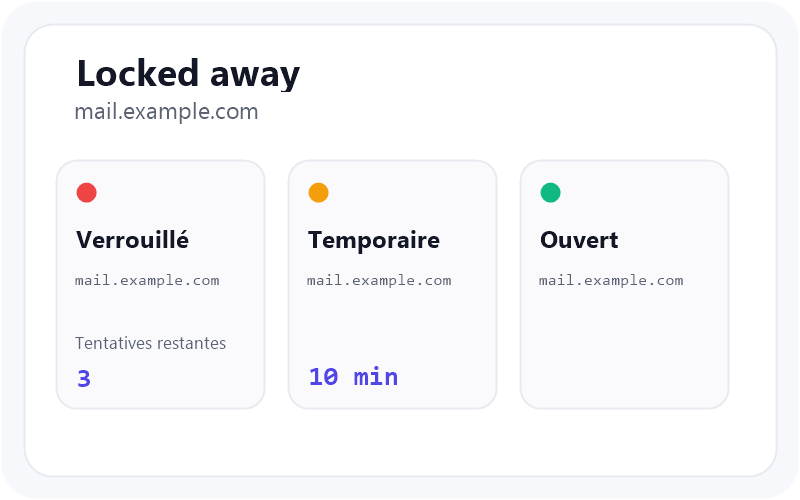 Locked away
mail.example.com
Verrouillé
mail.example.com
Tentatives restantes
3
Temporaire
mail.example.com
10 min
Ouvert
mail.example.com